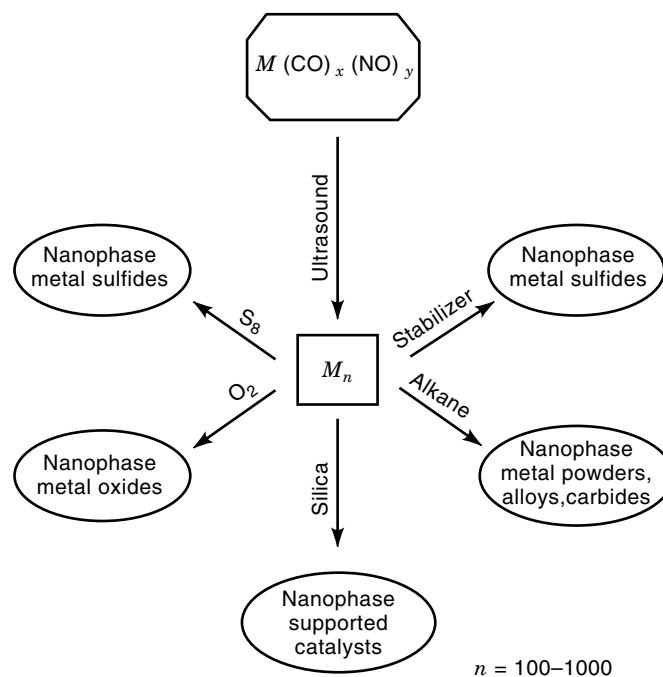 M (CO) x (NO) y
Ultrasound
Nanophase
metal sulfides
Nanophase
metal sulfides
S8
Stabilizer
Mn
O2
Alkane
Nanophase
metal oxides
Silica
Nanophase
metal powders,
alloys,carbides
Nanophase
supported
catalysts
n = 100–1000